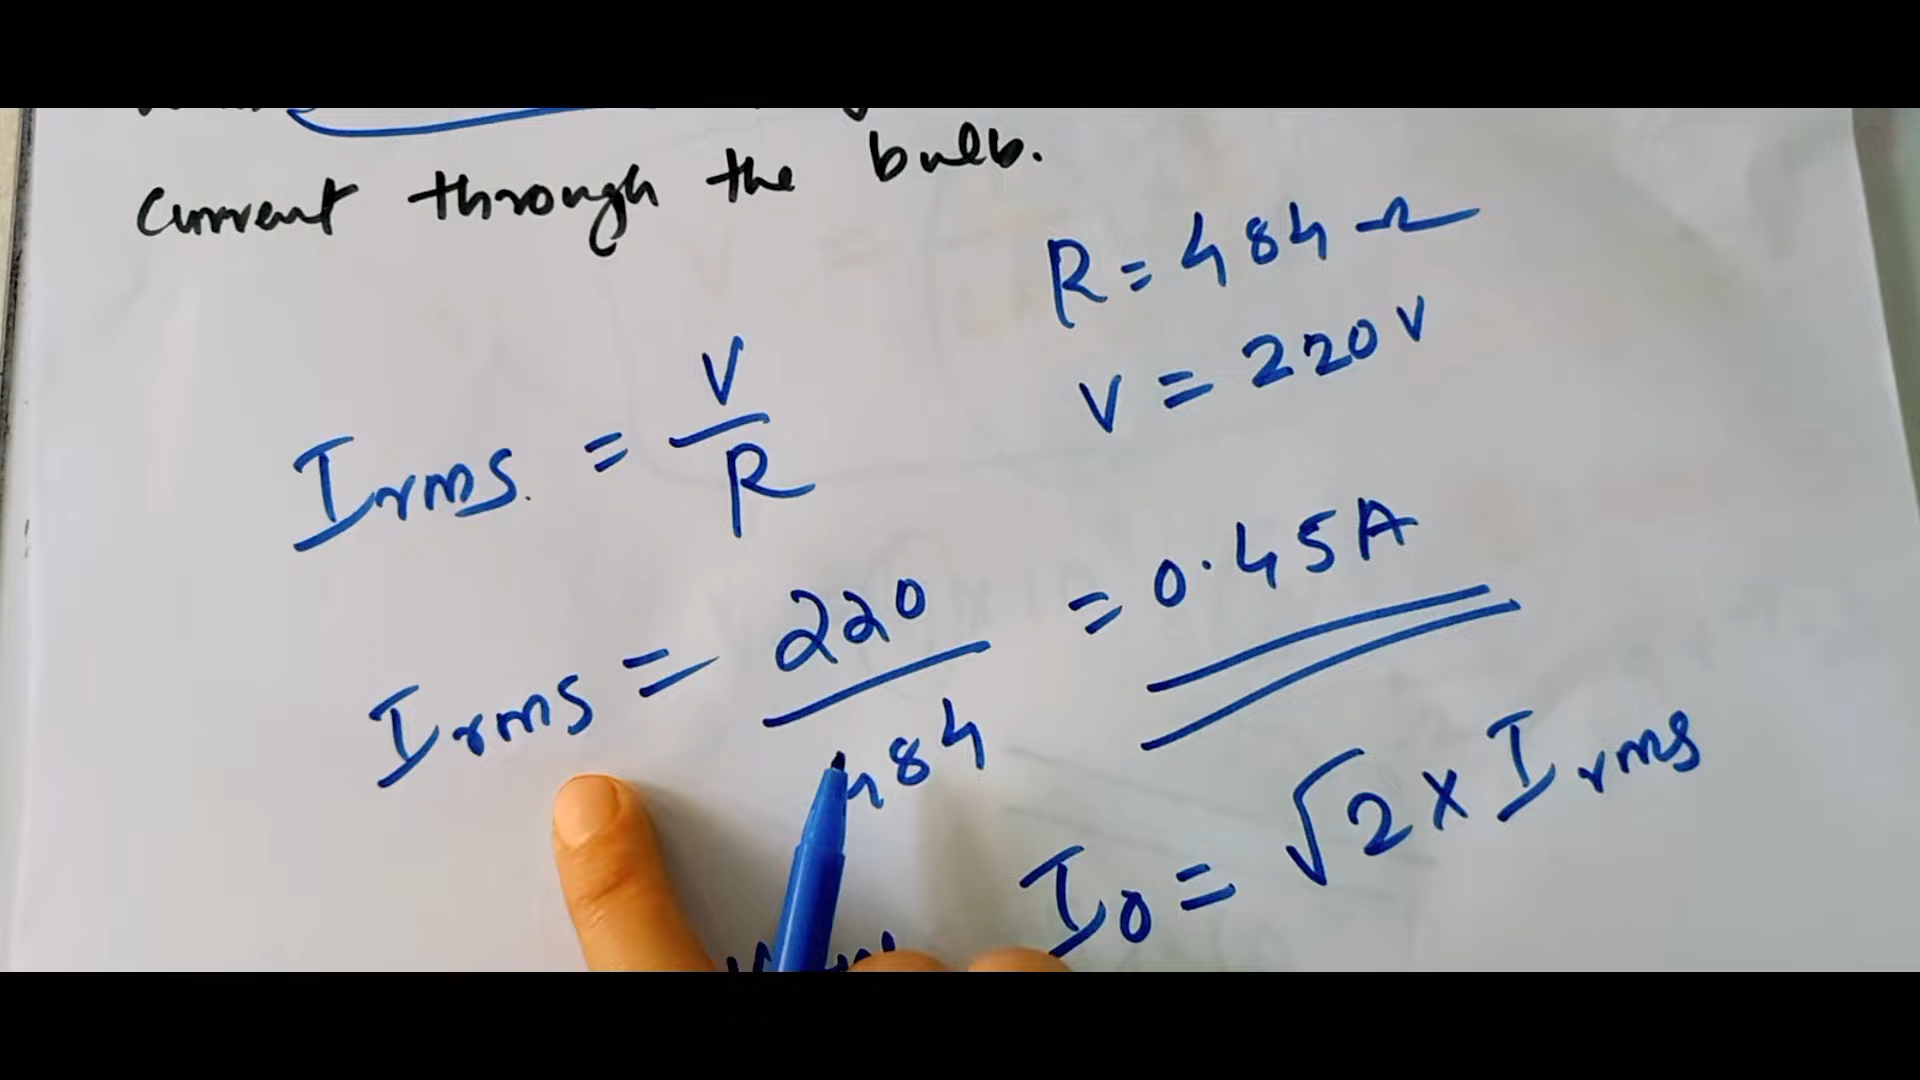 current through the bulb.
R = 484 Ω
V = 220 V
Irms. = V/R
Irms = 220/484 = 0.45A
I0 = √2 x Irms